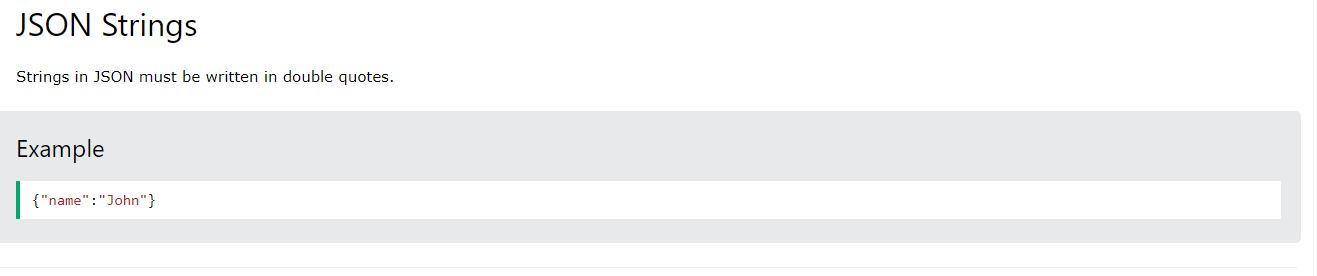 JSON Strings
Strings in JSON must be written in double quotes.
Example
{"name":"John"}